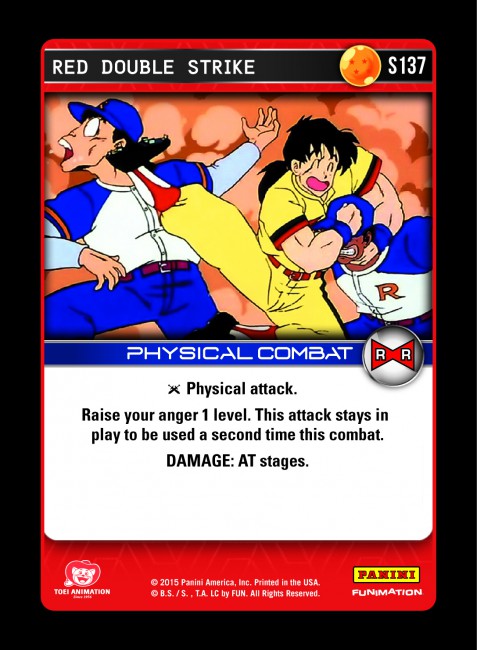 RED DOUBLE STRIKE
S137
R
PHYSICAL COMBAT
R R
Physical attack.
Raise your anger 1 level. This attack stays in
play to be used a second time this combat.
DAMAGE: AT stages.
TOEI ANIMATION
Since 1956
© 2015 Panini America, Inc. Printed in the USA.
© B.S. / S. , T.A. LC by FUN. All Rights Reserved.
PANINI
FUNIMATION